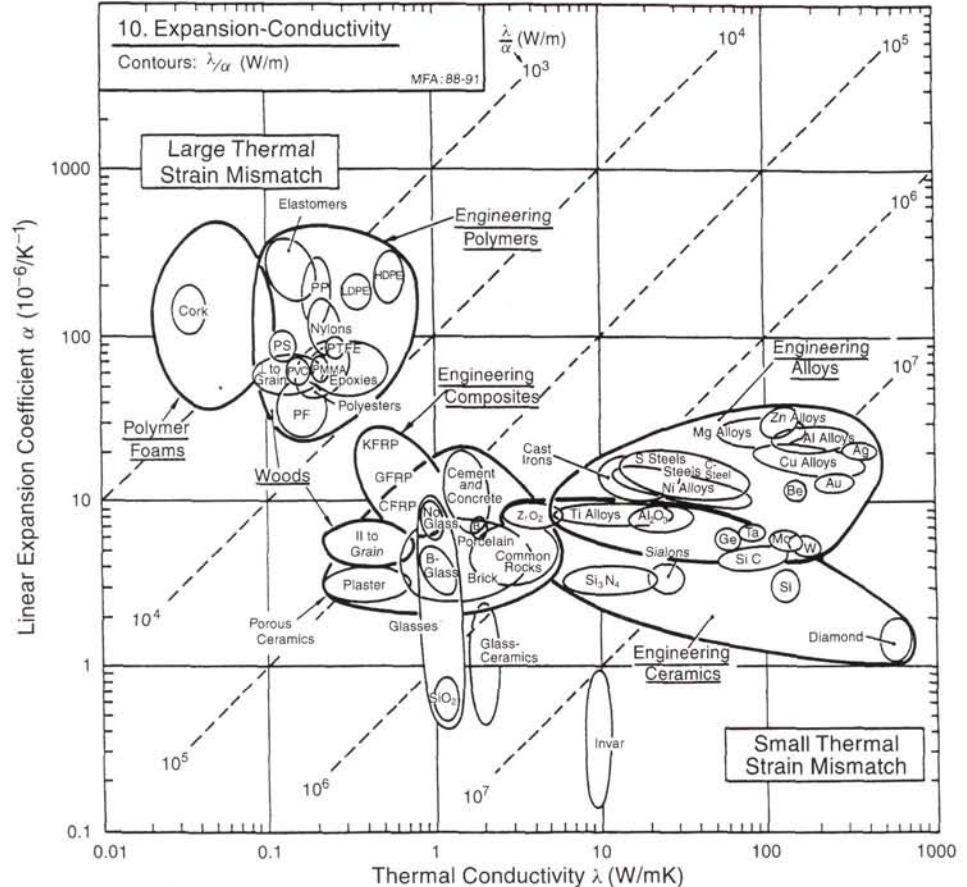 10. Expansion-Conductivity
Contours: λ/α (W/m)
MFA: 88-91
λ/α (W/m)
10³
10⁴
10⁵
Large Thermal
Strain Mismatch
1000
Elastomers
Engineering
Polymers
10⁶
HDPE
PP
LDPE
Cork
Nylons
100
PS
PTFE
Engineering
Alloys
10⁷
⊥ to
Grain
PVC
PMMA
Epoxies
Engineering
Composites
Polyesters
PF
Polymer
Foams
Zn Alloys
Mg Alloys
Al Alloys
KFRP
Cast
Irons
Ag
Woods
GFRP
Cement
and
Concrete
S Steels
C-
Steel
Steels
Cu Alloys
Ni Alloys
Au
Be
10
CFRP
No
Glass
ZrO₂
Ti Alloys
Al₂O₃
II to
Grain
Porcelain
Ta
Ge
Mo
W
B-
Glass
Common
Rocks
Sialons
Si C
Plaster
Brick
Si₃N₄
SI
10⁴
Porous
Ceramics
Glasses
Glass-
Ceramics
Engineering
Ceramics
Diamond
1
SiO₂
Invar
Small Thermal
Strain Mismatch
10⁵
10⁶
10⁷
0.1
0.01
0.1
1
10
100
1000
Linear Expansion Coefficient α (10⁻⁶/K⁻¹)
Thermal Conductivity λ (W/mK)